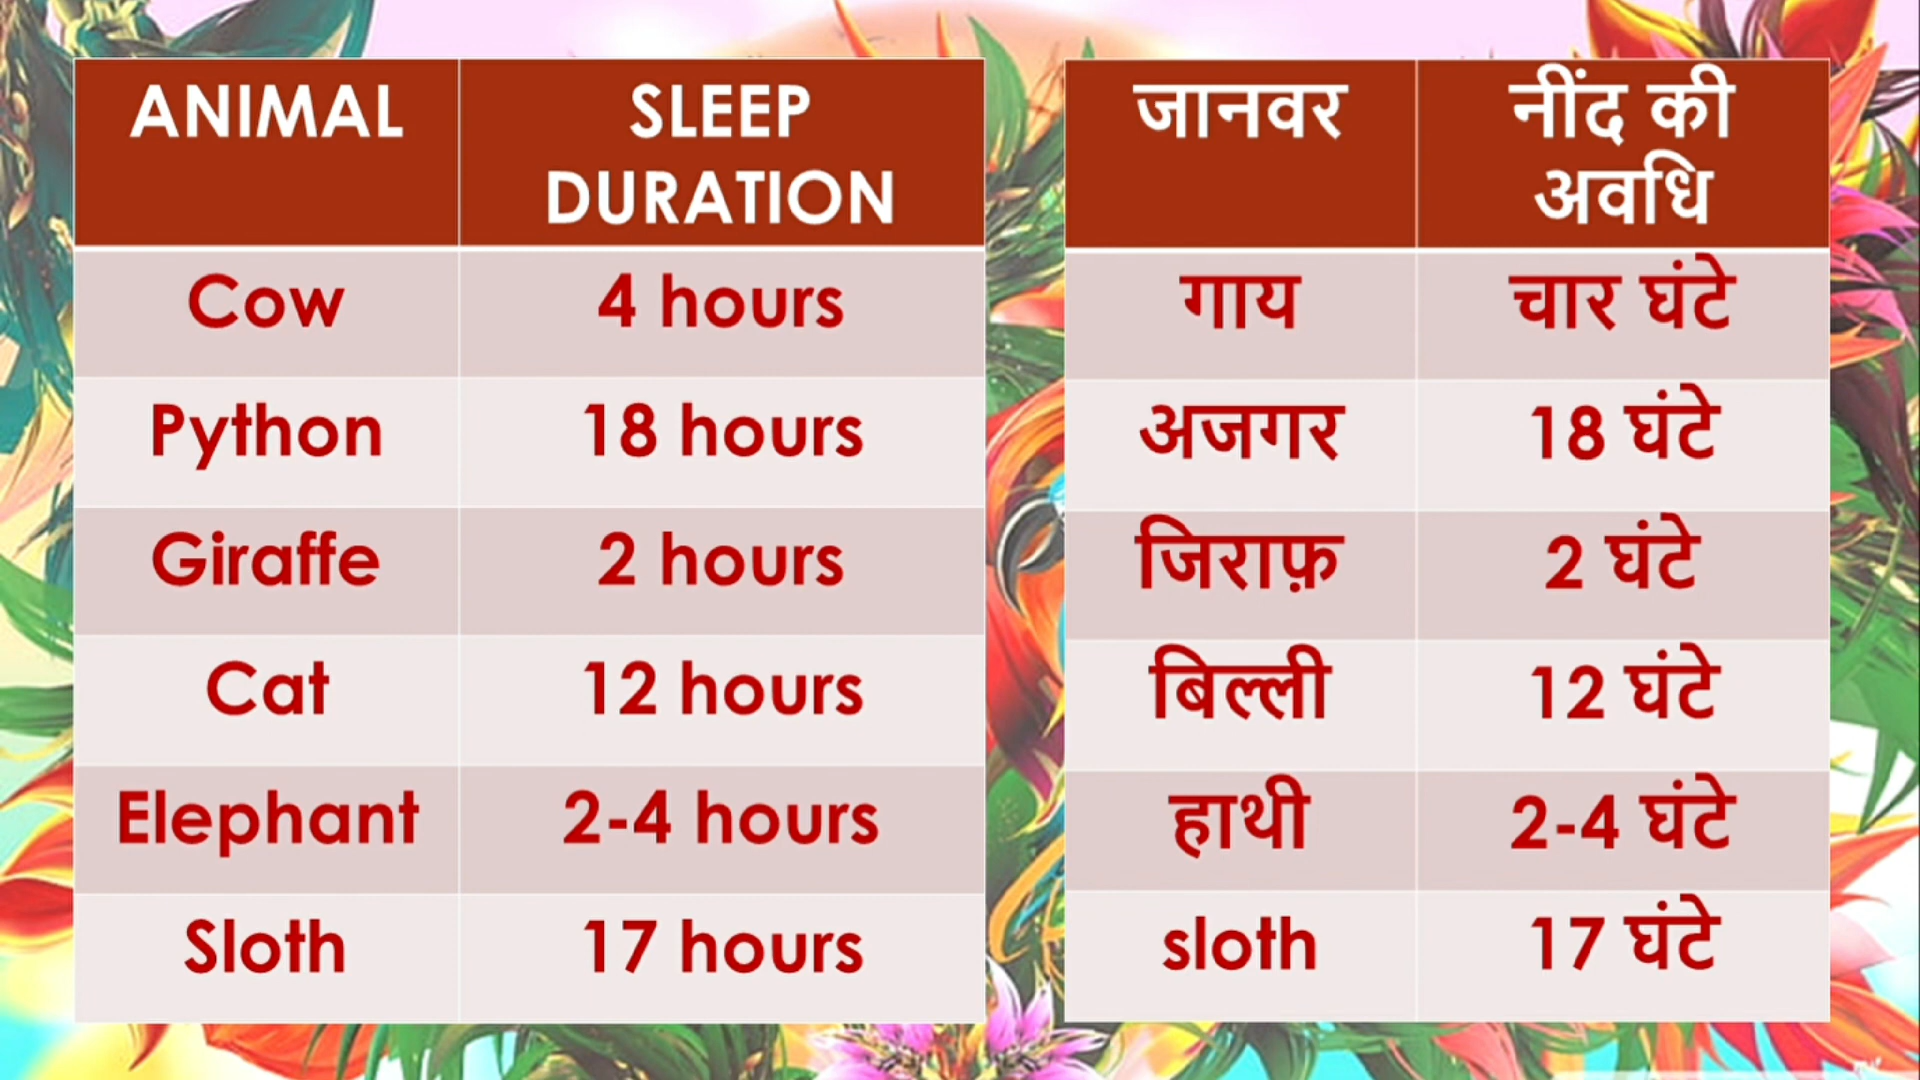 ANIMAL SLEEP
DURATION
Cow 4 hours
Python 18 hours
Giraffe 2 hours
Cat 12 hours
Elephant 2-4 hours
Sloth 17 hours
जानवर नींद की
अवधि
गाय चार घंटे
अजगर 18 घंटे
जिराफ़ 2 घंटे
बिल्ली 12 घंटे
हाथी 2-4 घंटे
sloth 17 घंटे